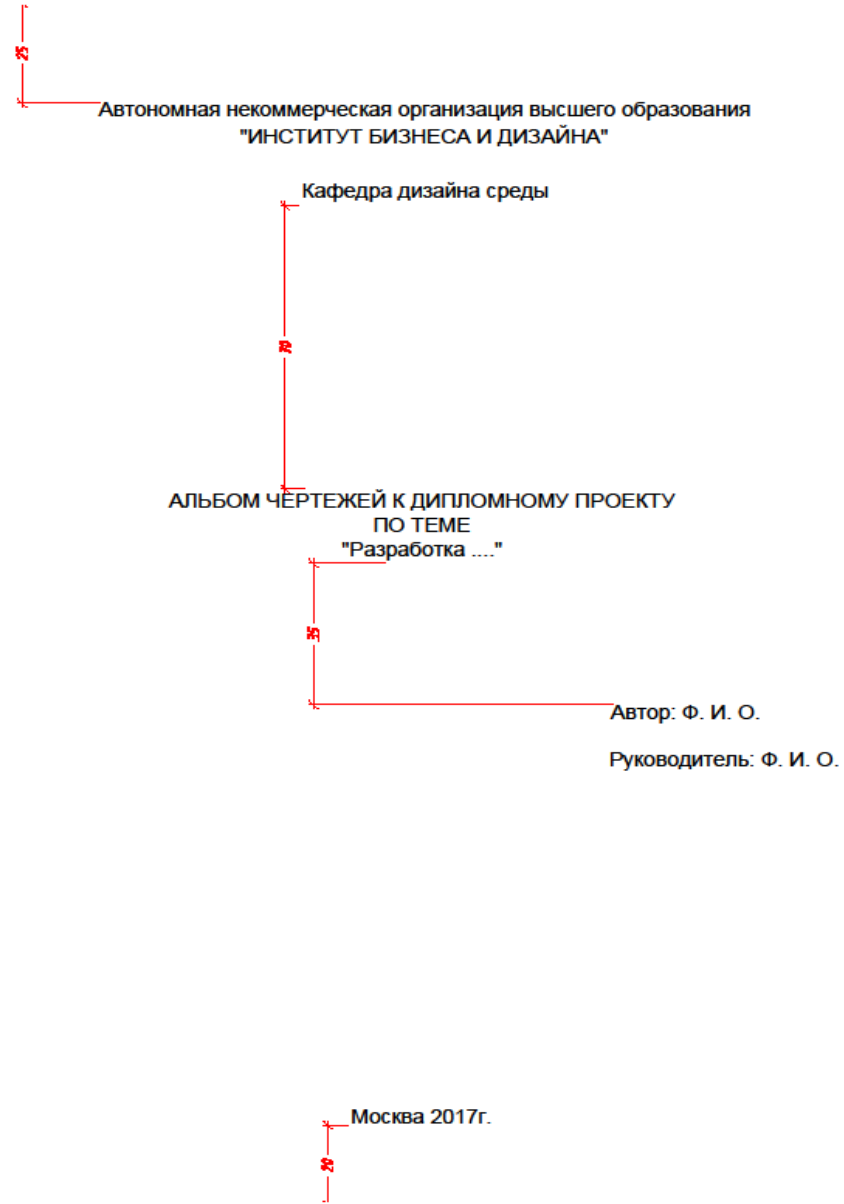 25
Автономная некоммерческая организация высшего образования
"ИНСТИТУТ БИЗНЕСА И ДИЗАЙНА"
Кафедра дизайна среды
70
АЛЬБОМ ЧЕРТЕЖЕЙ К ДИПЛОМНОМУ ПРОЕКТУ
ПО ТЕМЕ
"Разработка ...."
35
Автор: Ф. И. О.
Руководитель: Ф. И. О.
Москва 2017г.
20